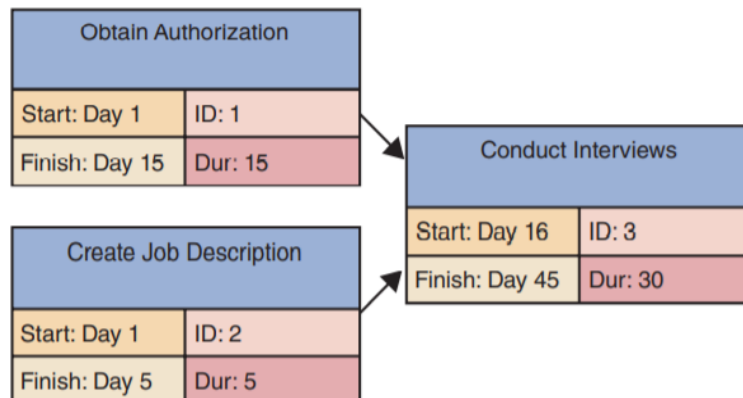 Obtain Authorization
Start: Day 1 ID: 1
Finish: Day 15 Dur: 15
Conduct Interviews
Start: Day 16 ID: 3
Finish: Day 45 Dur: 30
Create Job Description
Start: Day 1 ID: 2
Finish: Day 5 Dur: 5